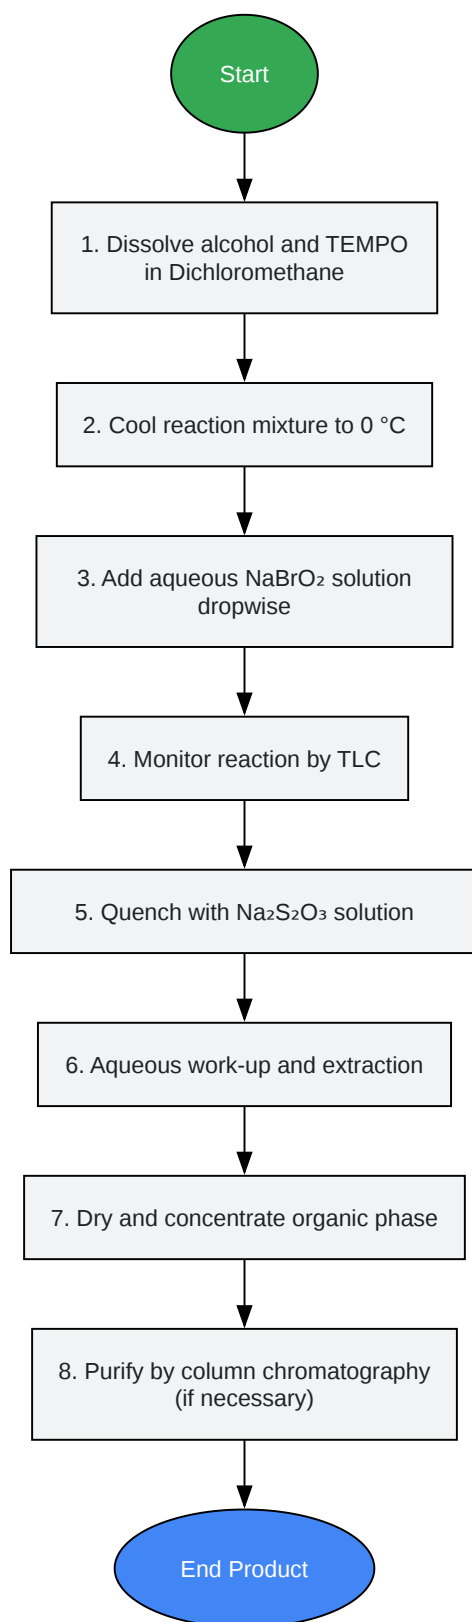 Start
1. Dissolve alcohol and TEMPO
in Dichloromethane
2. Cool reaction mixture to 0 °C
3. Add aqueous NaBrO₂ solution
dropwise
4. Monitor reaction by TLC
5. Quench with Na₂S₂O₃ solution
6. Aqueous work-up and extraction
7. Dry and concentrate organic phase
8. Purify by column chromatography
(if necessary)
End Product